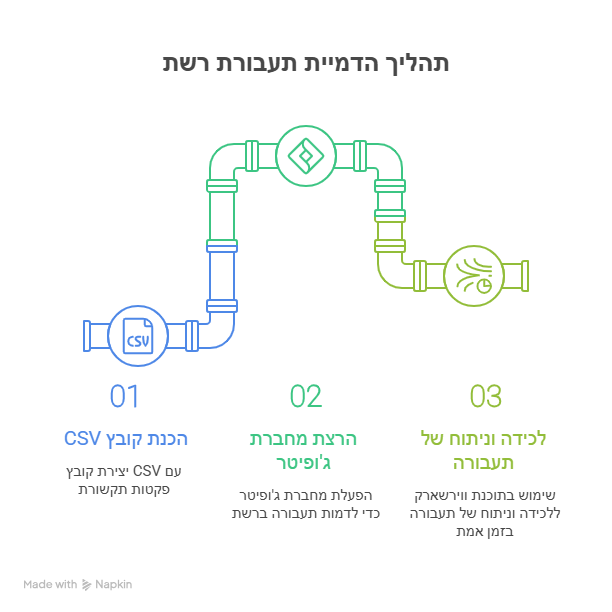 תהליך הדמיית תעבורת רשת
CSV
01
הכנת קובץ CSV
יצירת קובץ CSV עם
פקטות תקשורת
02
הרצת מחברת
ג'ופיטר
הפעלת מחברת ג'ופיטר
כדי לדמות תעבורה ברשת
03
לכידה וניתוח של
תעבורה
שימוש בתוכנת ווירשארק
ללכידה וניתוח של תעבורה
בזמן אמת
Made with Napkin